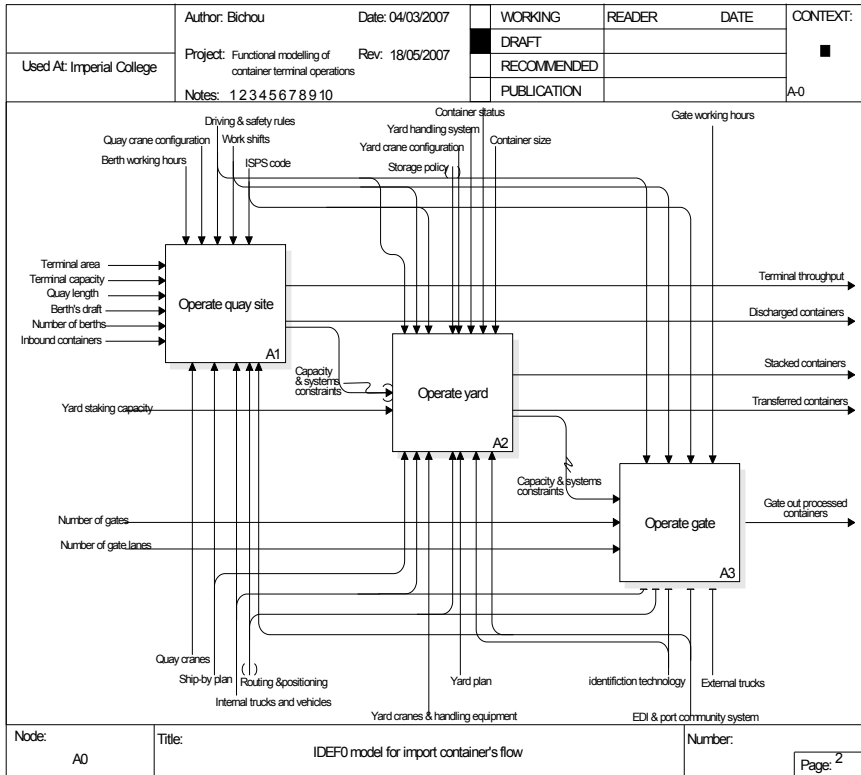 Used At: Imperial College
Author: Bichou
Date: 04/03/2007
Project: Functional modelling of
container terminal operations
Rev: 18/05/2007
Notes: 1 2 3 4 5 6 7 8 9 10
WORKING
DRAFT
RECOMMENDED
PUBLICATION
READER
DATE
CONTEXT:
A-0
Container status
Gate working hours
Driving & safety rules
Yard handling system
Quay crane configuration
Work shifts
Yard crane configuration
Container size
Berth working hours
ISPS code
Storage policy
Terminal area
Terminal capacity
Quay length
Berth's draft
Number of berths
Inbound containers
Operate quay site
A1
Terminal throughput
Discharged containers
Capacity
& systems
constraints
Operate yard
A2
Stacked containers
Transferred containers
Yard staking capacity
Capacity & systems
constraints
Operate gate
A3
Gate out processed
containers
Number of gates
Number of gate lanes
Quay cranes
Ship-by plan
Routing &positioning
Internal trucks and vehicles
Yard plan
Yard cranes & handling equipment
identifiction technology
External trucks
EDI & port community system
Node:
A0
Title:
IDEF0 model for import container's flow
Number:
Page: 2